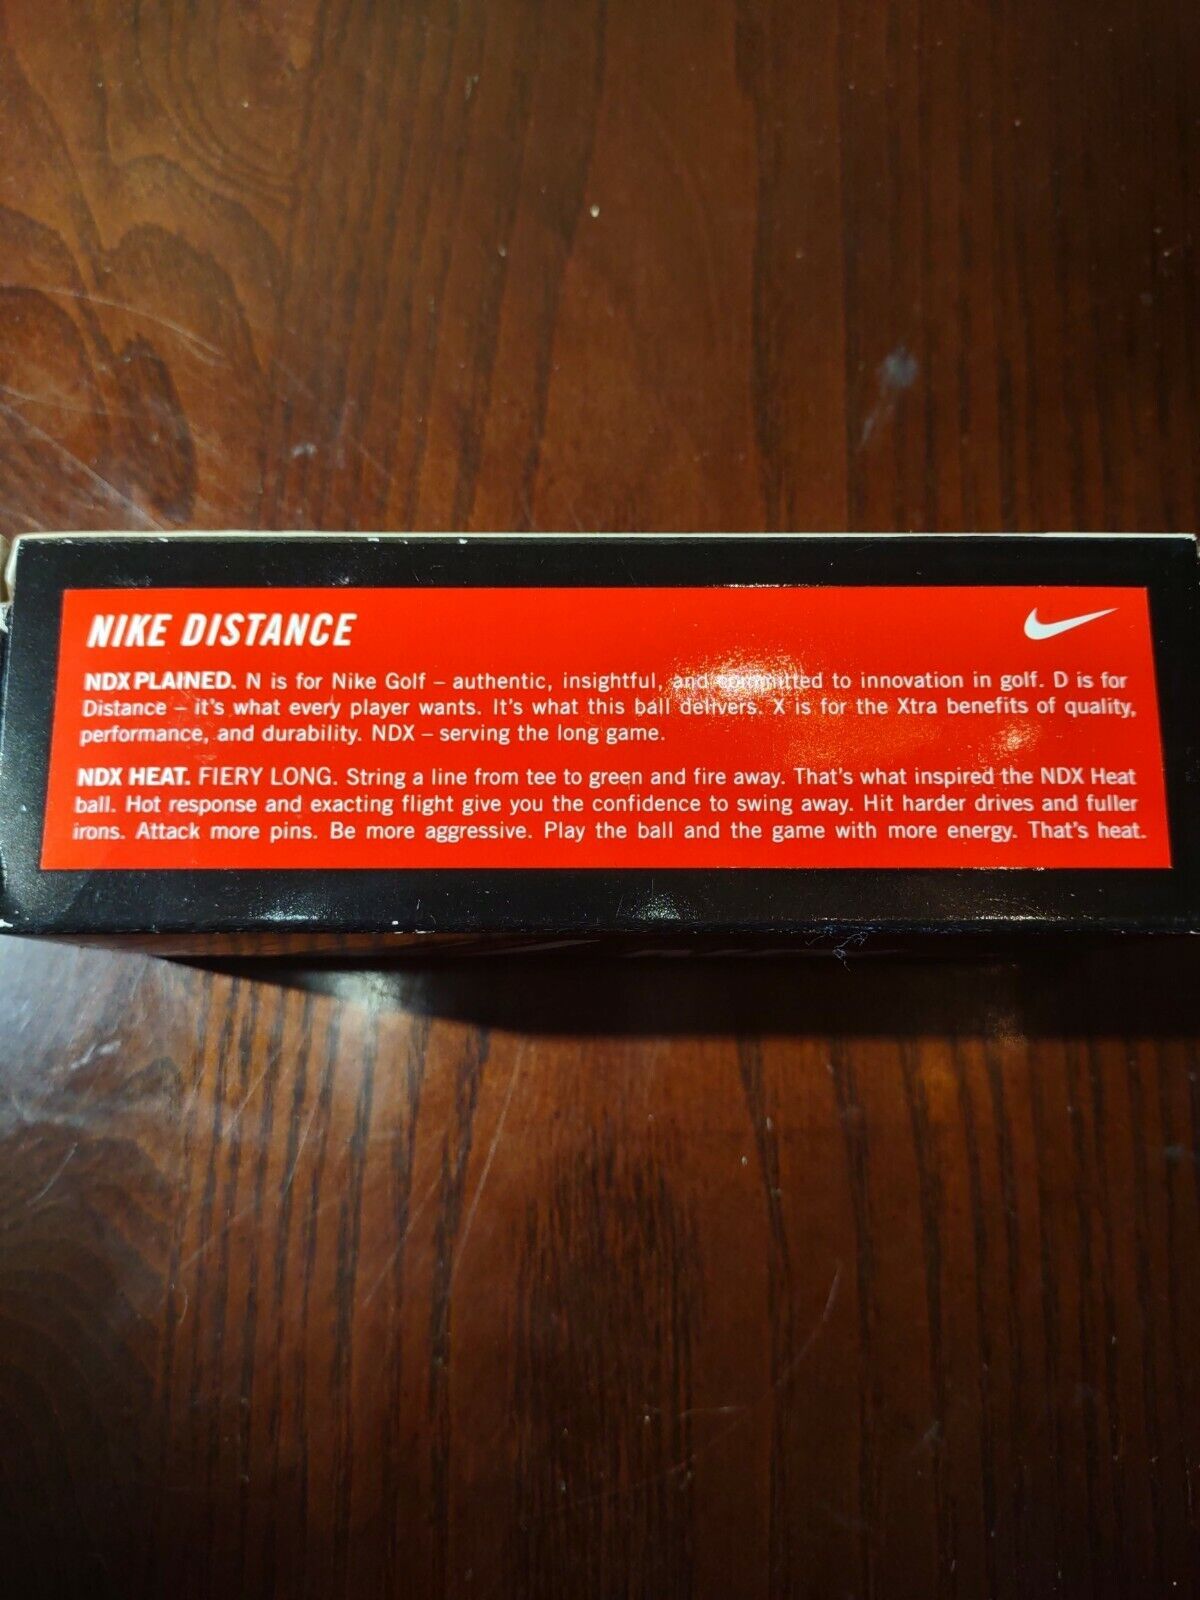 NIKE DISTANCE
NDXPLAINED. N is for Nike Golf – authentic, insightful, and committed to innovation in golf. D is for
Distance – it's what every player wants. It's what this ball delivers. X is for the Xtra benefits of quality,
performance, and durability. NDX – serving the long game.
NDX HEAT. FIERY LONG. String a line from tee to green and fire away. That's what inspired the NDX Heat
ball. Hot response and exacting flight give you the confidence to swing away. Hit harder drives and fuller
irons. Attack more pins. Be more aggressive. Play the ball and the game with more energy. That's heat.